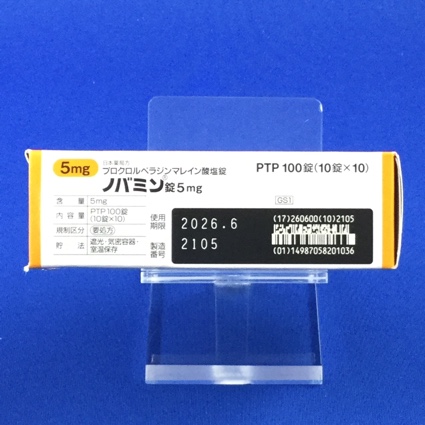 5mg
日本薬局方
プロクロルペラジンマレイン酸塩錠
ノバミン錠5mg
PTP 100錠(10錠×10)
含量 5mg
内容量 PTP100錠
(10錠×10)
規制区分 要処方
貯法 遮光・気密容器・
室温保存
使用
期限 2026.6
製造
番号 2105
GS1
(17)260600(10)2105
(01)14987058201036